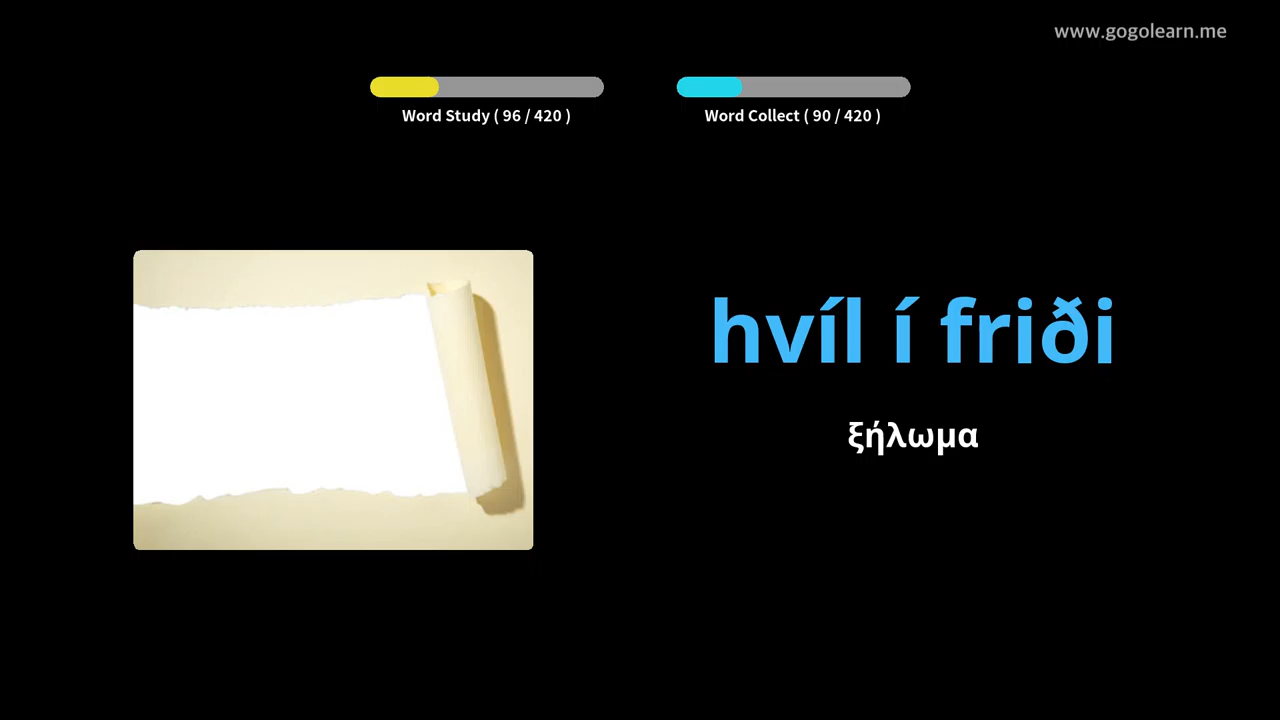 www.gogolearn.me
Word Study ( 96 / 420 )
Word Collect ( 90 / 420 )
hvíl í friði
ξήλωμα